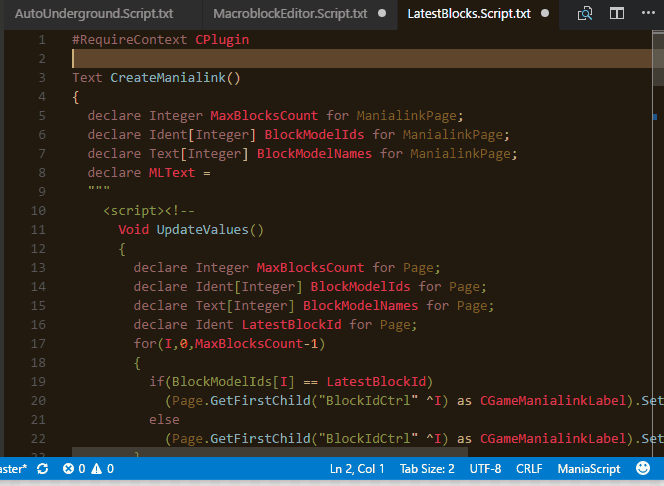 AutoUnderground.Script.txt MacroblockEditor.Script.txt LatestBlocks.Script.txt
1 #RequireContext CPlugin
2
3 Text CreateManialink()
4 {
5 declare Integer MaxBlocksCount for ManialinkPage;
6 declare Ident[Integer] BlockModelIds for ManialinkPage;
7 declare Text[Integer] BlockModelNames for ManialinkPage;
8 declare MLText =
9 """
10 <script><!--
11 Void UpdateValues()
12 {
13 declare Integer MaxBlocksCount for Page;
14 declare Ident[Integer] BlockModelIds for Page;
15 declare Text[Integer] BlockModelNames for Page;
16 declare Ident LatestBlockId for Page;
17 for(I,0,MaxBlocksCount-1)
18 {
19 if(BlockModelIds[I] == LatestBlockId)
20 (Page.GetFirstChild("BlockIdCtrl" ^I) as CGameManialinkLabel).Set
21 else
22 (Page.GetFirstChild("BlockIdCtrl" ^I) as CGameManialinkLabel).Set
aster* 0 0 Ln 2, Col 1 Tab Size: 2 UTF-8 CRLF ManiaScript